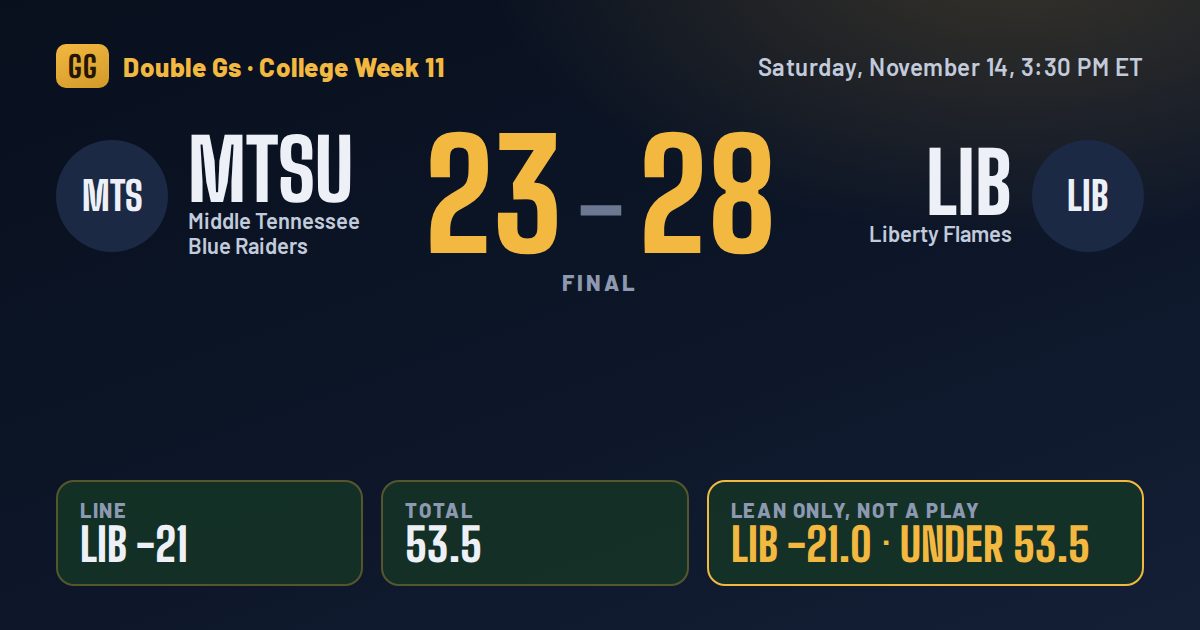 GG
Double Gs · College Week 11
Saturday, November 14, 3:30 PM ET
MTS
MTSU
Middle Tennessee
Blue Raiders
23 – 28
FINAL
LIB
Liberty Flames
LIB
LINE
LIB −21
TOTAL
53.5
LEAN ONLY, NOT A PLAY
LIB −21.0 · UNDER 53.5